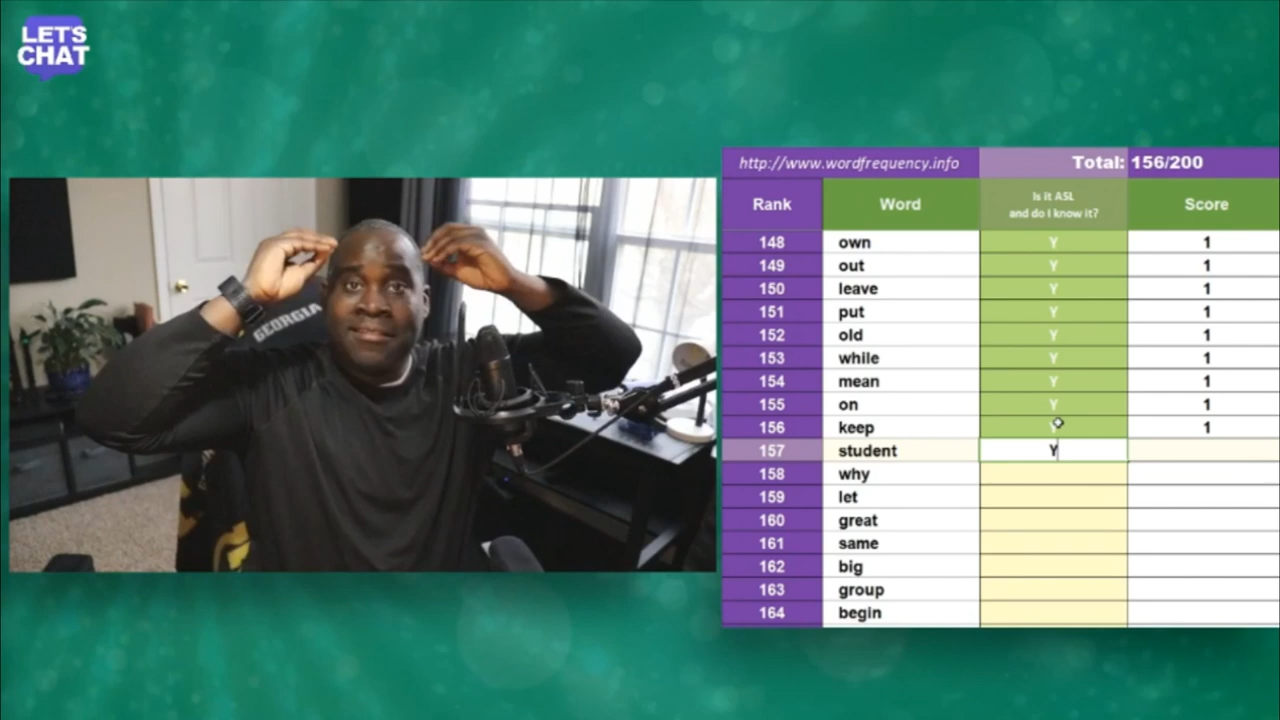 LET'S
CHAT
GEORGIA
http://www.wordfrequency.info Total: 156/200
Rank Word Is it ASL and do I know it? Score
148 own Y 1
149 out Y 1
150 leave Y 1
151 put Y 1
152 old Y 1
153 while Y 1
154 mean Y 1
155 on Y 1
156 keep Y 1
157 student Y
158 why
159 let
160 great
161 same
162 big
163 group
164 begin